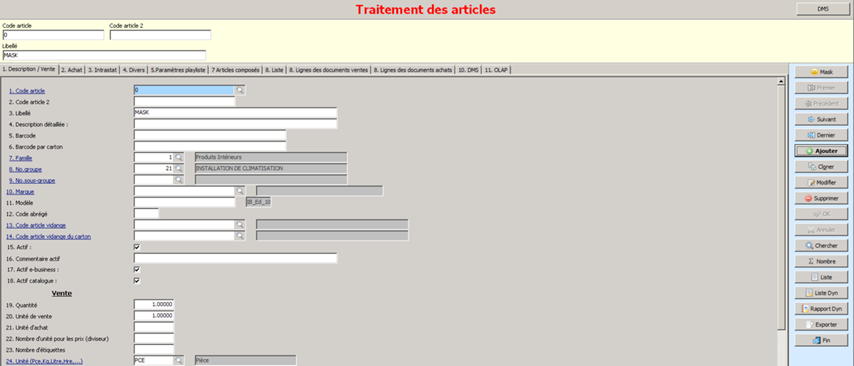 Traitement des articles
DMS
Code article Code article 2
0
Libellé
MASK
1. Description / Vente 2. Achat 3. Intrastat 4. Divers 5.Paramètres playliste 7 Articles composés 8. Liste 8. Lignes des documents ventes 8. Lignes des documents achats 10. DMS 11. OLAP
1. Code article 0
2. Code article 2
3. Libellé MASK
4. Description détaillée :
5. Barcode
6. Barcode par carton
7. Famille 1 Produits Intérieurs
8. No.groupe 21 INSTALLATION DE CLIMATISATION
9. No.sous-groupe
10. Marque
11. Modèle IB_Ed_10
12. Code abrégé
13. Code article vidange
14. Code article vidange du carton
15. Actif :
16. Commentaire actif
17. Actif e-business :
18. Actif catalogue :
Vente
19. Quantité 1.00000
20. Unité de vente 1.00000
21. Unité d'achat
22. Nombre d'unité pour les prix (diviseur)
23. Nombre d'étiquettes
24. Unité (Pce,Kg,Litre,Hre,...) PCE Pièce
Mask
Premier
Précédent
Suivant
Dernier
Ajouter
Cloner
Modifier
Supprimer
OK
Annuler
Chercher
Nombre
Liste
Liste Dyn
Rapport Dyn
Exporter
Fin